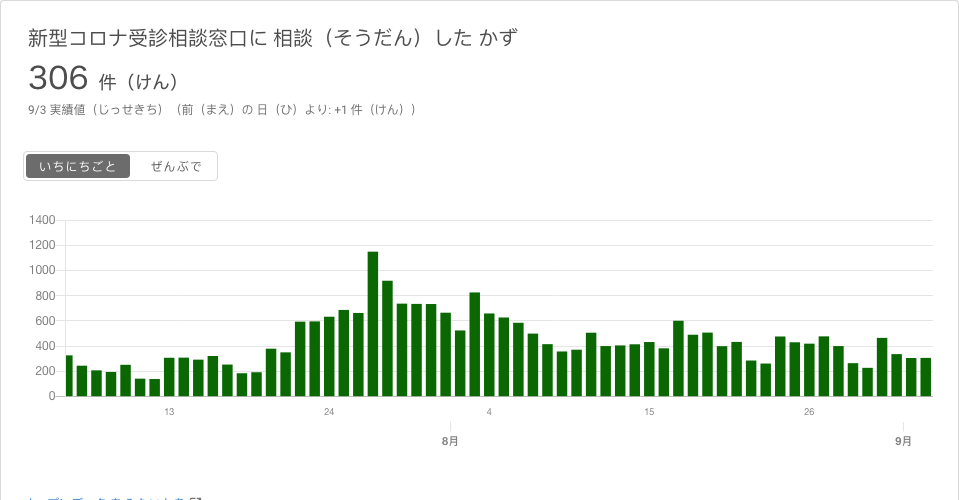 新型コロナ受診相談窓口に 相談（そうだん）した かず
306 件（けん）
9/3 実績値（じっせきち）（前（まえ）の 日（ひ）より: +1 件（けん））
いちにちごと ぜんぶで
1400
1200
1000
800
600
400
200
0
13 24 4 15 26
8月 9月